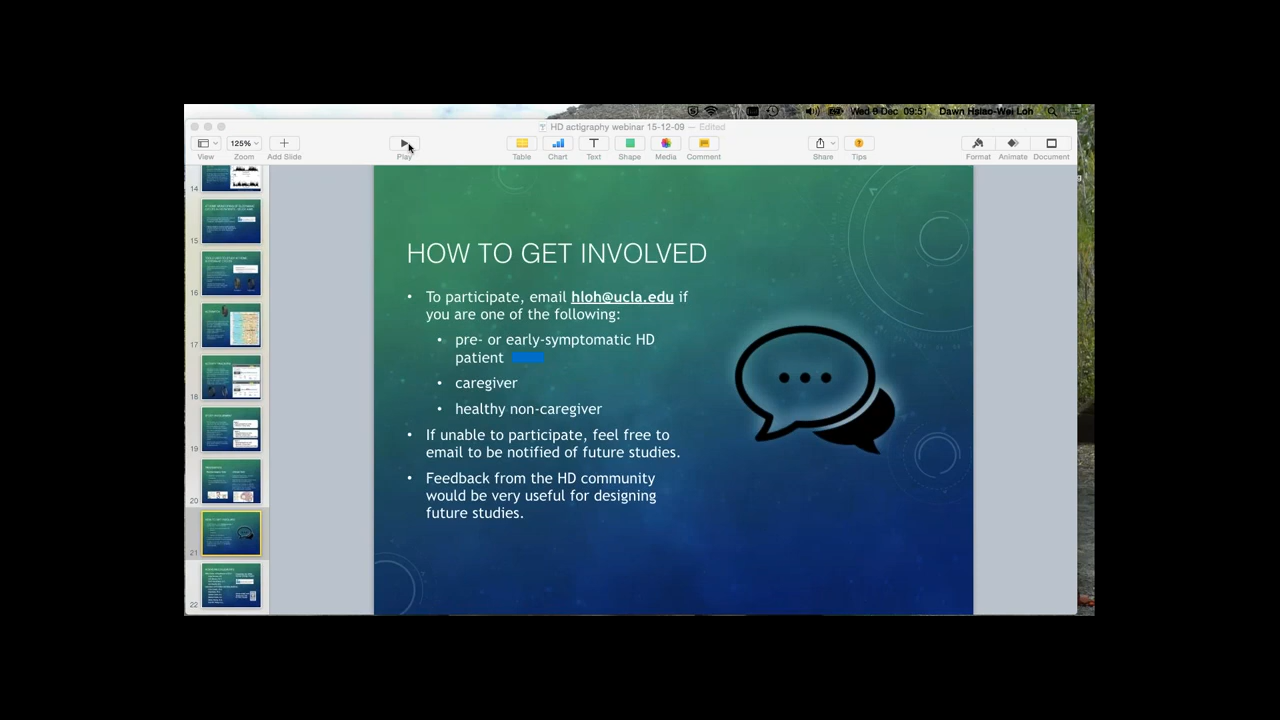 Wed 9 Dec 09:51 Dawn Hsiao-Wei Loh
HD actigraphy webinar 15-12-09 — Edited
125%
View Zoom Add Slide Play Table Chart Text Shape Media Comment Share Tips Format Animate Document
14
15
16
17
18
19
20
21
22
HOW TO GET INVOLVED
• To participate, email hloh@ucla.edu if
you are one of the following:
• pre- or early-symptomatic HD
patient
• caregiver
• healthy non-caregiver
• If unable to participate, feel free to
email to be notified of future studies.
• Feedback from the HD community
would be very useful for designing
future studies.